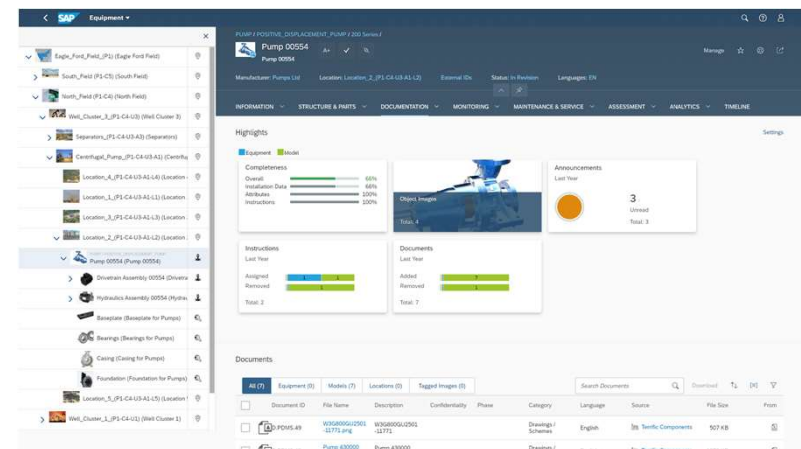 SAP Equipment
PUMP / POSITIVE_DISPLACEMENT_PUMP / 200 Series /
Pump 00554
Pump 00554
A+
Manage
Manufacturer: Pumps Ltd
Location: Location_2_(P1-C4-U3-A1-L2)
External IDs
Status: In Revision
Languages: EN
INFORMATION
STRUCTURE & PARTS
DOCUMENTATION
MONITORING
MAINTENANCE & SERVICE
ASSESSMENT
ANALYTICS
TIMELINE
Eagle_Ford_Field_(P1) (Eagle Ford Field)
South_Field (P1-C5) (South Field)
North_Field (P1-C4) (North Field)
Well_Cluster_3_(P1-C4-U3) (Well Cluster 3)
Separators_(P1-C4-U3-A3) (Separators)
Centrifugal_Pump_(P1-C4-U3-A1) (Centrifu
Location_4_(P1-C4-U3-A1-L4) (Location
Location_1_(P1-C4-U3-A1-L1) (Location
Location_3_(P1-C4-U3-A1-L3) (Location
Location_2_(P1-C4-U3-A1-L2) (Location
Pump 00554 (Pump 00554)
Drivetrain Assembly 00554 (Drivetra
Hydraulics Assembly 00554 (Hydrau
Baseplate (Baseplate for Pumps)
Bearings (Bearings for Pumps)
Casing (Casing for Pumps)
Foundation (Foundation for Pumps)
Location_5_(P1-C4-U3-A1-L5) (Location
Well_Cluster_1_(P1-C4-U1) (Well Cluster 1)
Highlights
Settings
Equipment Model
Completeness
Overall 66%
Installation Data 66%
Attributes 100%
Instructions 100%
Object Images
Total: 4
Announcements
Last Year
3
Unread
Total: 3
Instructions
Last Year
Assigned 1 1
Removed 1
Total: 2
Documents
Last Year
Added 7
Removed 1
Total: 7
Documents
All (7)
Equipment (0)
Models (7)
Locations (0)
Tagged Images (0)
Search Documents
Download
Document ID
File Name
Description
Confidentiality
Phase
Category
Language
Source
File Size
From
D.PDMS.49
W3G800GU2501
-11771.png
W3G800GU2501
-11771
Drawings /
Schemes
English
Terrific Components
507 KB
Pump 430000
Pump 430000
Drawings /